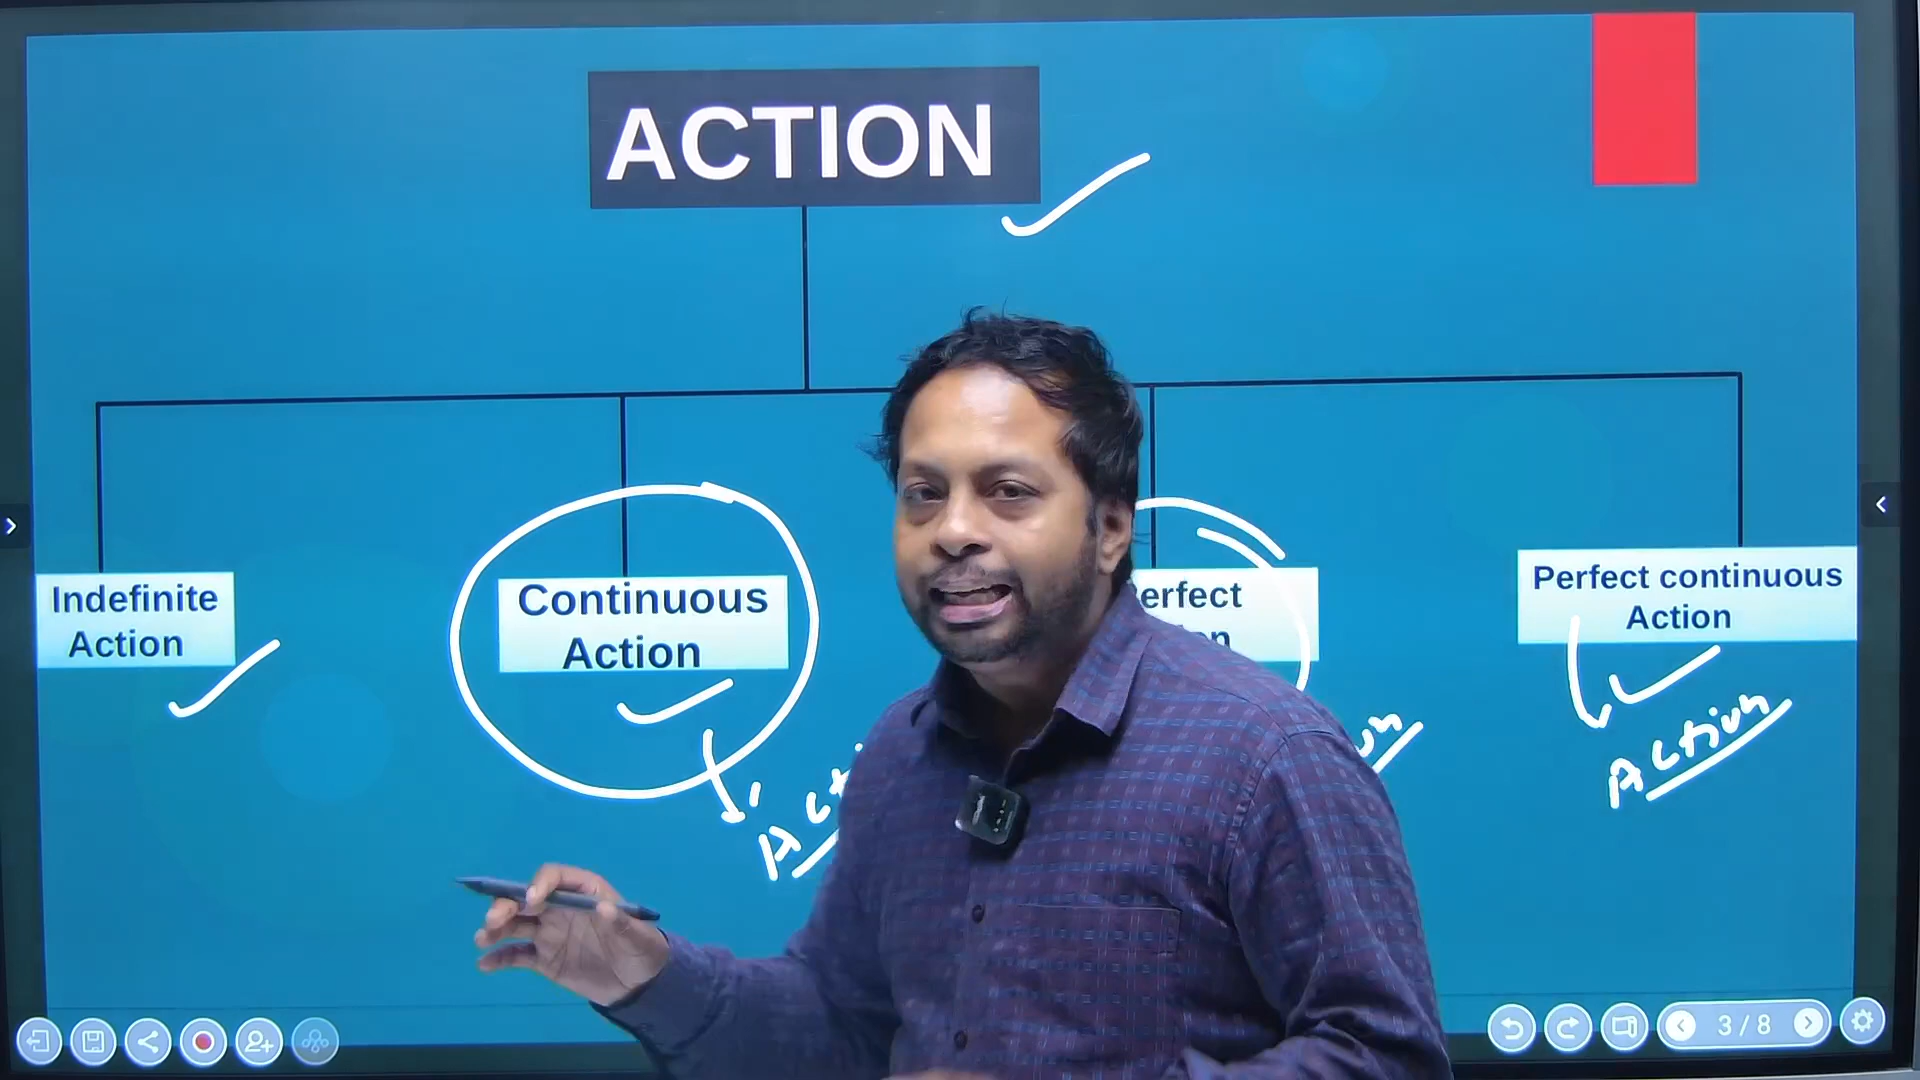 ACTION
Indefinite
Action
Continuous
Action
erfect
Perfect continuous
Action
Action
3/8